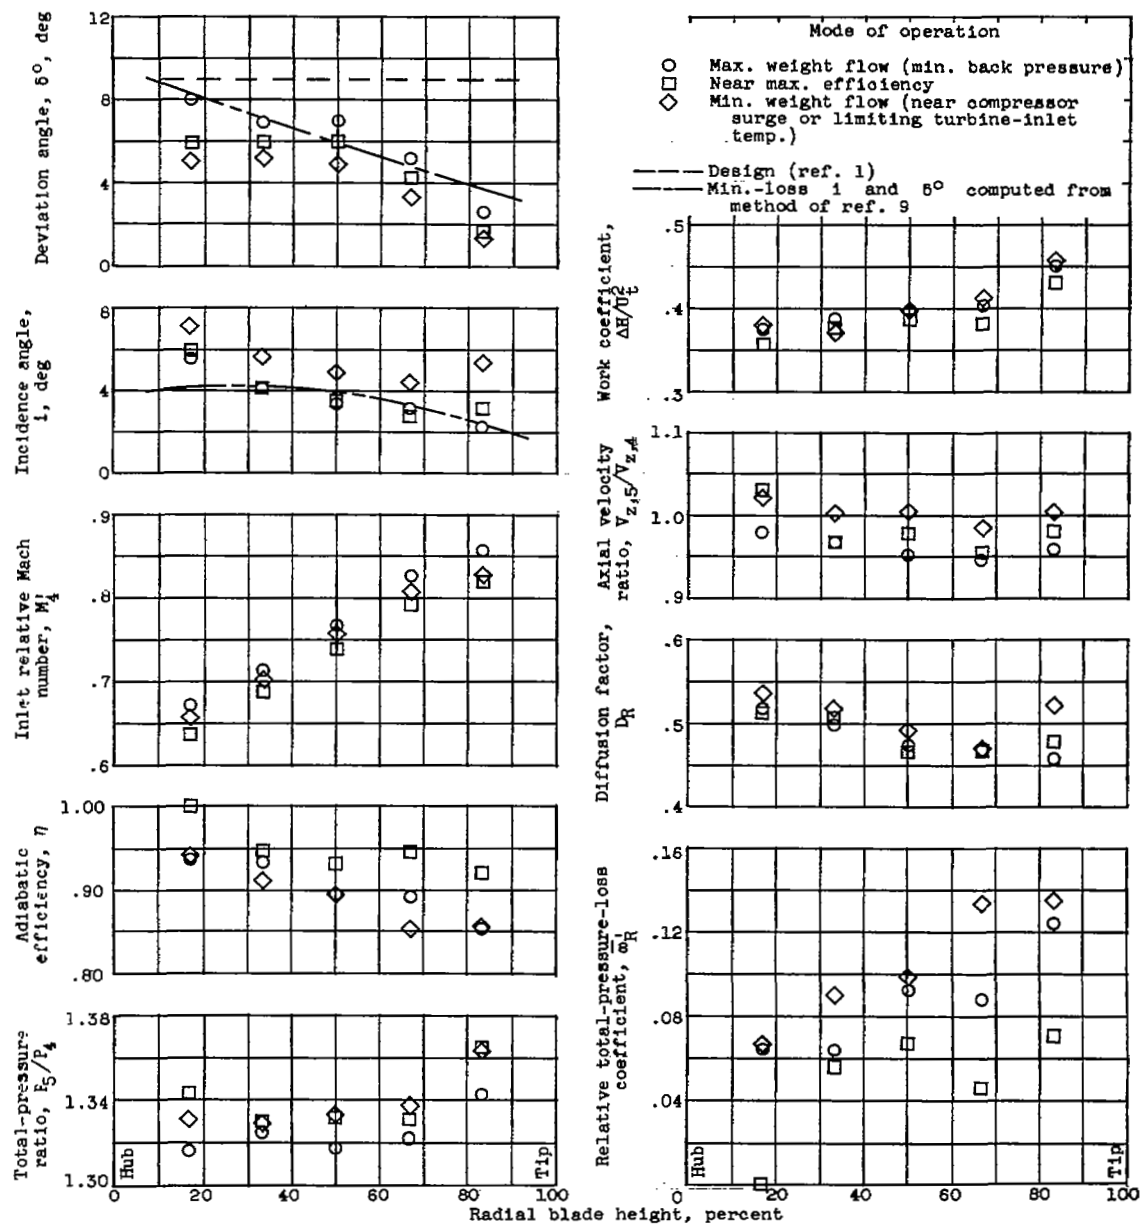 Deviation angle, δ°, deg
12
8
4
0
Incidence angle,
i, deg
8
4
0
Inlet relative Mach
number, M'4
.9
.8
.7
.6
Adiabatic
efficiency, η
1.00
.90
.80
Total-pressure
ratio, P5/P4
1.38
1.34
1.30
Hub
Tip
0 20 40 60 80 100
Mode of operation
Max. weight flow (min. back pressure)
Near max. efficiency
Min. weight flow (near compressor
surge or limiting turbine-inlet
temp.)
Design (ref. 1)
Min.-loss i and δ° computed from
method of ref. 9
Work coefficient,
ΔH/U²t
.5
.4
.3
Axial velocity
ratio, Vz,5/Vz,4
1.1
1.0
.9
Diffusion factor,
DR
.6
.5
.4
Relative total-pressure-loss
coefficient, ω̄'R
.16
.12
.08
.04
Hub
Tip
0 20 40 60 80 100
Radial blade height, percent